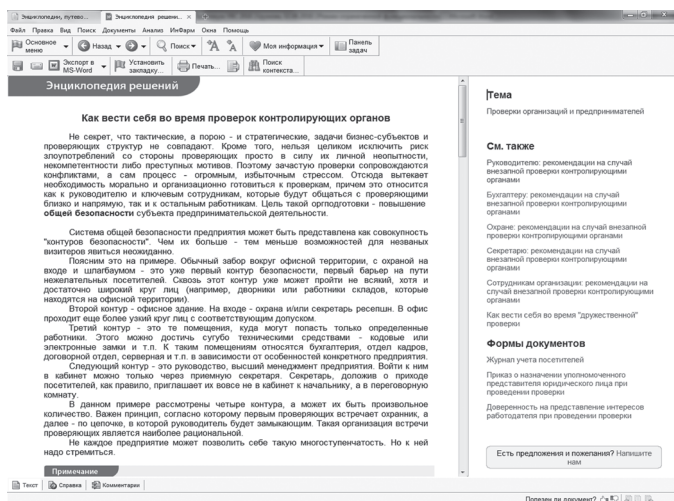 Энциклопедии, путево...
Энциклопедия решени... ×
Файл Правка Вид Поиск Документы Анализ ИнФарм Окна Помощь
Основное меню
Назад
Поиск
Моя информация
Панель задач
Экспорт в MS-Word
Установить закладку...
Печать...
Поиск контекста...
Энциклопедия решений
Как вести себя во время проверок контролирующих органов
Не секрет, что тактические, а порою - и стратегические, задачи бизнес-субъектов и
проверяющих структур не совпадают. Кроме того, нельзя целиком исключить риск
злоупотреблений со стороны проверяющих просто в силу их личной неопытности,
некомпетентности либо преступных мотивов. Поэтому зачастую проверки сопровождаются
конфликтами, а сам процесс - огромным, избыточным стрессом. Отсюда вытекает
необходимость морально и организационно готовиться к проверкам, причем это относится
как к руководителю и ключевым сотрудникам, которые будут общаться с проверяющими
близко и напрямую, так и к остальным работникам. Цель такой оргподготовки - повышение
общей безопасности субъекта предпринимательской деятельности.
Система общей безопасности предприятия может быть представлена как совокупность
"контуров безопасности". Чем их больше - тем меньше возможностей для незваных
визитеров явиться неожиданно.
Поясним это на примере. Обычный забор вокруг офисной территории, с охраной на
входе и шлагбаумом - это уже первый контур безопасности, первый барьер на пути
нежелательных посетителей. Сквозь этот контур уже может пройти не всякий, хотя и
достаточно широкий круг лиц (например, дворники или работники складов, которые
находятся на офисной территории).
Второй контур - офисное здание. На входе - охрана и/или секретарь ресепшн. В офис
проходит еще более узкий круг лиц с соответствующим допуском.
Третий контур - это те помещения, куда могут попасть только определенные
работники. Этого можно достичь сугубо техническими средствами - кодовые или
электронные замки и т.п. К таким помещениям относятся бухгалтерия, отдел кадров,
договорной отдел, серверная и т.п. в зависимости от особенностей конкретного предприятия.
Следующий контур - это руководство, высший менеджмент предприятия. Войти к ним
в кабинет можно только через приемную секретаря. Секретарь, доложив о приходе
посетителей, как правило, приглашает их вовсе не в кабинет к начальнику, а в переговорную
комнату.
В данном примере рассмотрены четыре контура, а может их быть произвольное
количество. Важен принцип, согласно которому первым проверяющих встречает охранник, а
далее - по цепочке, в которой руководитель будет замыкающим. Такая организация встречи
проверяющих является наиболее рациональной.
Не каждое предприятие может позволить себе такую многоступенчатость. Но к ней
надо стремиться.
Примечание
Тема
Проверки организаций и предпринимателей
См. также
Руководителю: рекомендации на случай
внезапной проверки контролирующими
органами
Бухгалтеру: рекомендации на случай
внезапной проверки контролирующими
органами
Охране: рекомендации на случай внезапной
проверки контролирующими органами
Секретарю: рекомендации на случай
внезапной проверки контролирующими
органами
Сотрудникам организации: рекомендации на
случай внезапной проверки контролирующими
органами
Как вести себя во время "дружественной"
проверки
Формы документов
Журнал учета посетителей
Приказ о назначении уполномоченного
представителя юридического лица при
проведении проверки
Доверенность на представление интересов
работодателя при проведении проверки
Есть предложения и пожелания? Напишите
нам
Текст Справка Комментарии
Полезен ли документ?